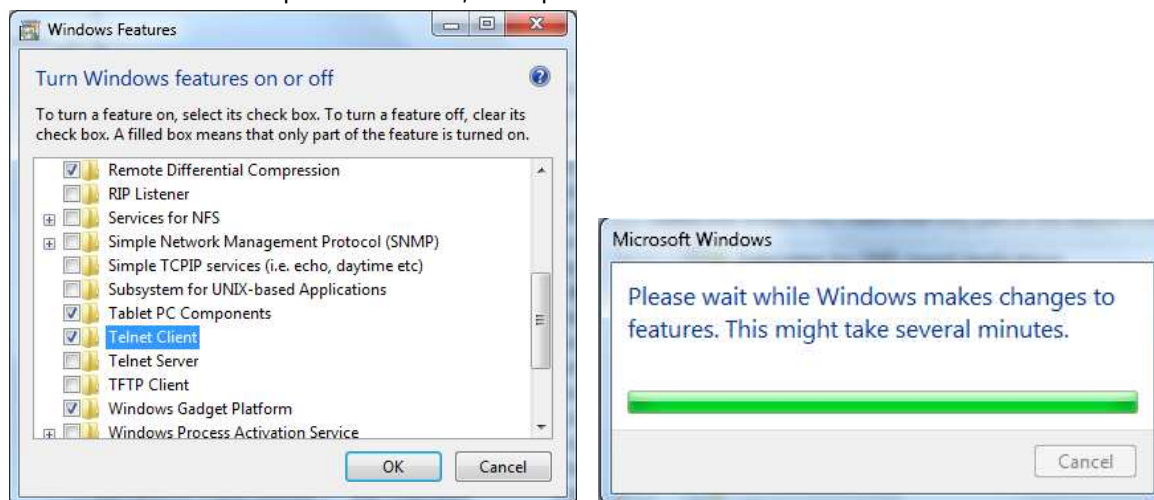 Windows Features
Turn Windows features on or off
To turn a feature on, select its check box. To turn a feature off, clear its
check box. A filled box means that only part of the feature is turned on.
Remote Differential Compression
RIP Listener
Services for NFS
Simple Network Management Protocol (SNMP)
Simple TCPIP services (i.e. echo, daytime etc)
Subsystem for UNIX-based Applications
Tablet PC Components
Telnet Client
Telnet Server
TFTP Client
Windows Gadget Platform
Windows Process Activation Service
OK Cancel
Microsoft Windows
Please wait while Windows makes changes to
features. This might take several minutes.
Cancel